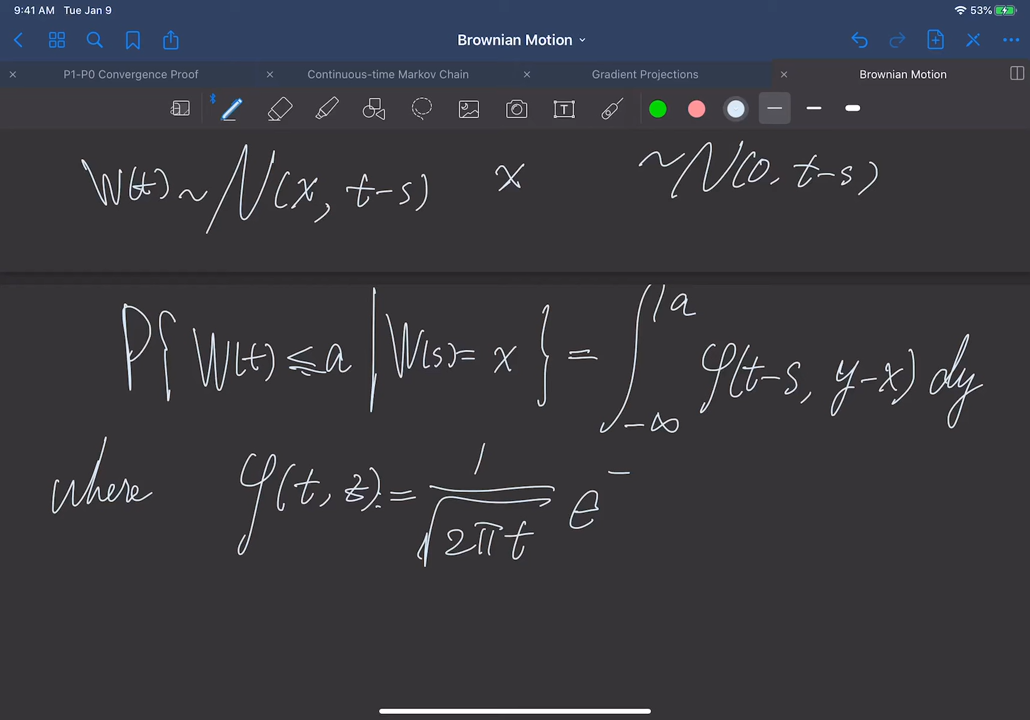 9:41 AM Tue Jan 9 53%
Brownian Motion
P1-P0 Convergence Proof Continuous-time Markov Chain Gradient Projections Brownian Motion
W(t) ~ N(x, t-s) x ~ N(0, t-s)
P{ W(t) ≤ a | W(s) = x } = ∫_{-∞}^{a} φ(t-s, y-x) dy
where φ(t, z) = 1/√(2πt) e^-